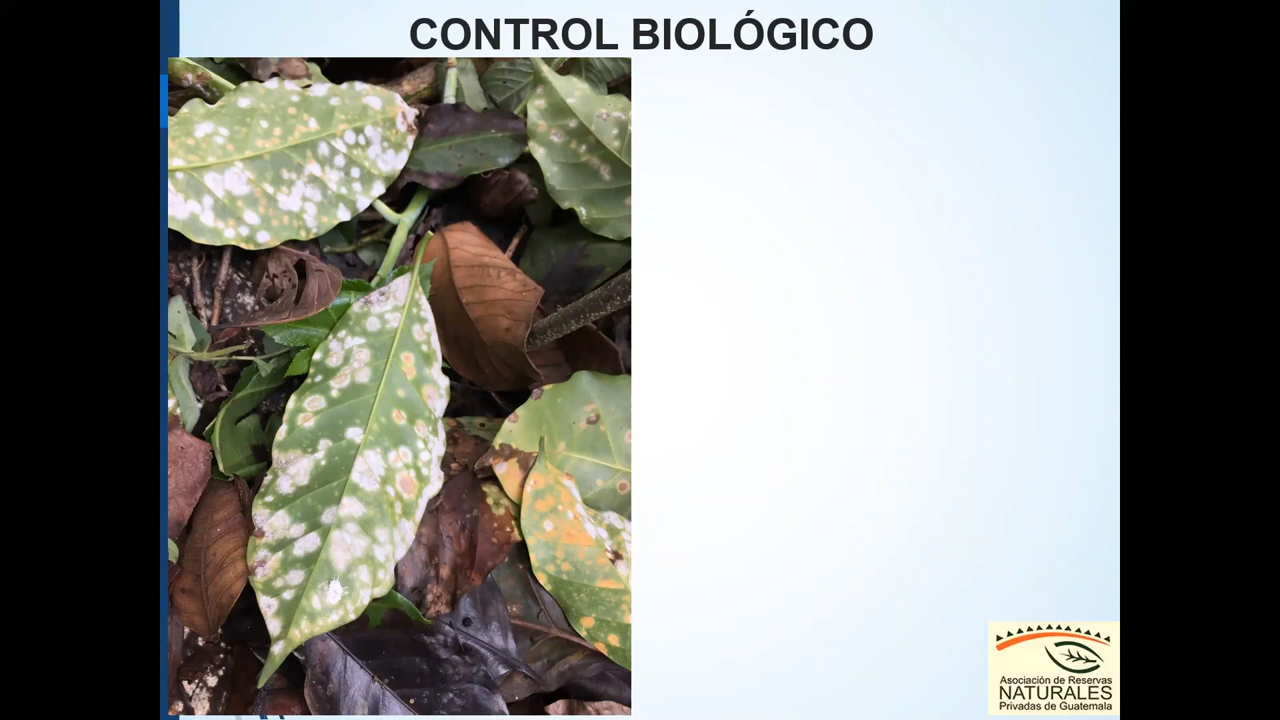 CONTROL BIOLÓGICO
Asociación de Reservas
NATURALES
Privadas de Guatemala